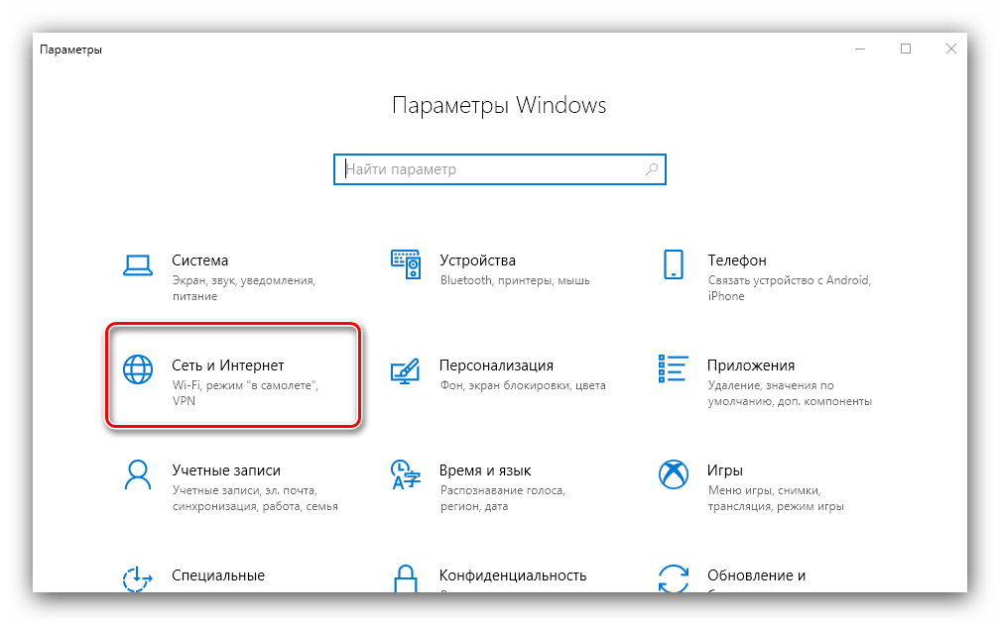 Параметры
Параметры Windows
Найти параметр
Система
Экран, звук, уведомления,
питание
Устройства
Bluetooth, принтеры, мышь
Телефон
Связать устройство с Android,
iPhone
Сеть и Интернет
Wi-Fi, режим "в самолете",
VPN
Персонализация
Фон, экран блокировки, цвета
Приложения
Удаление, значения по
умолчанию, доп. компоненты
Учетные записи
Учетные записи, эл. почта,
синхронизация, работа, семья
Время и язык
Распознавание голоса,
регион, дата
Игры
Меню игры, снимки,
трансляция, режим игры
Специальные
Конфиденциальность
Обновление и